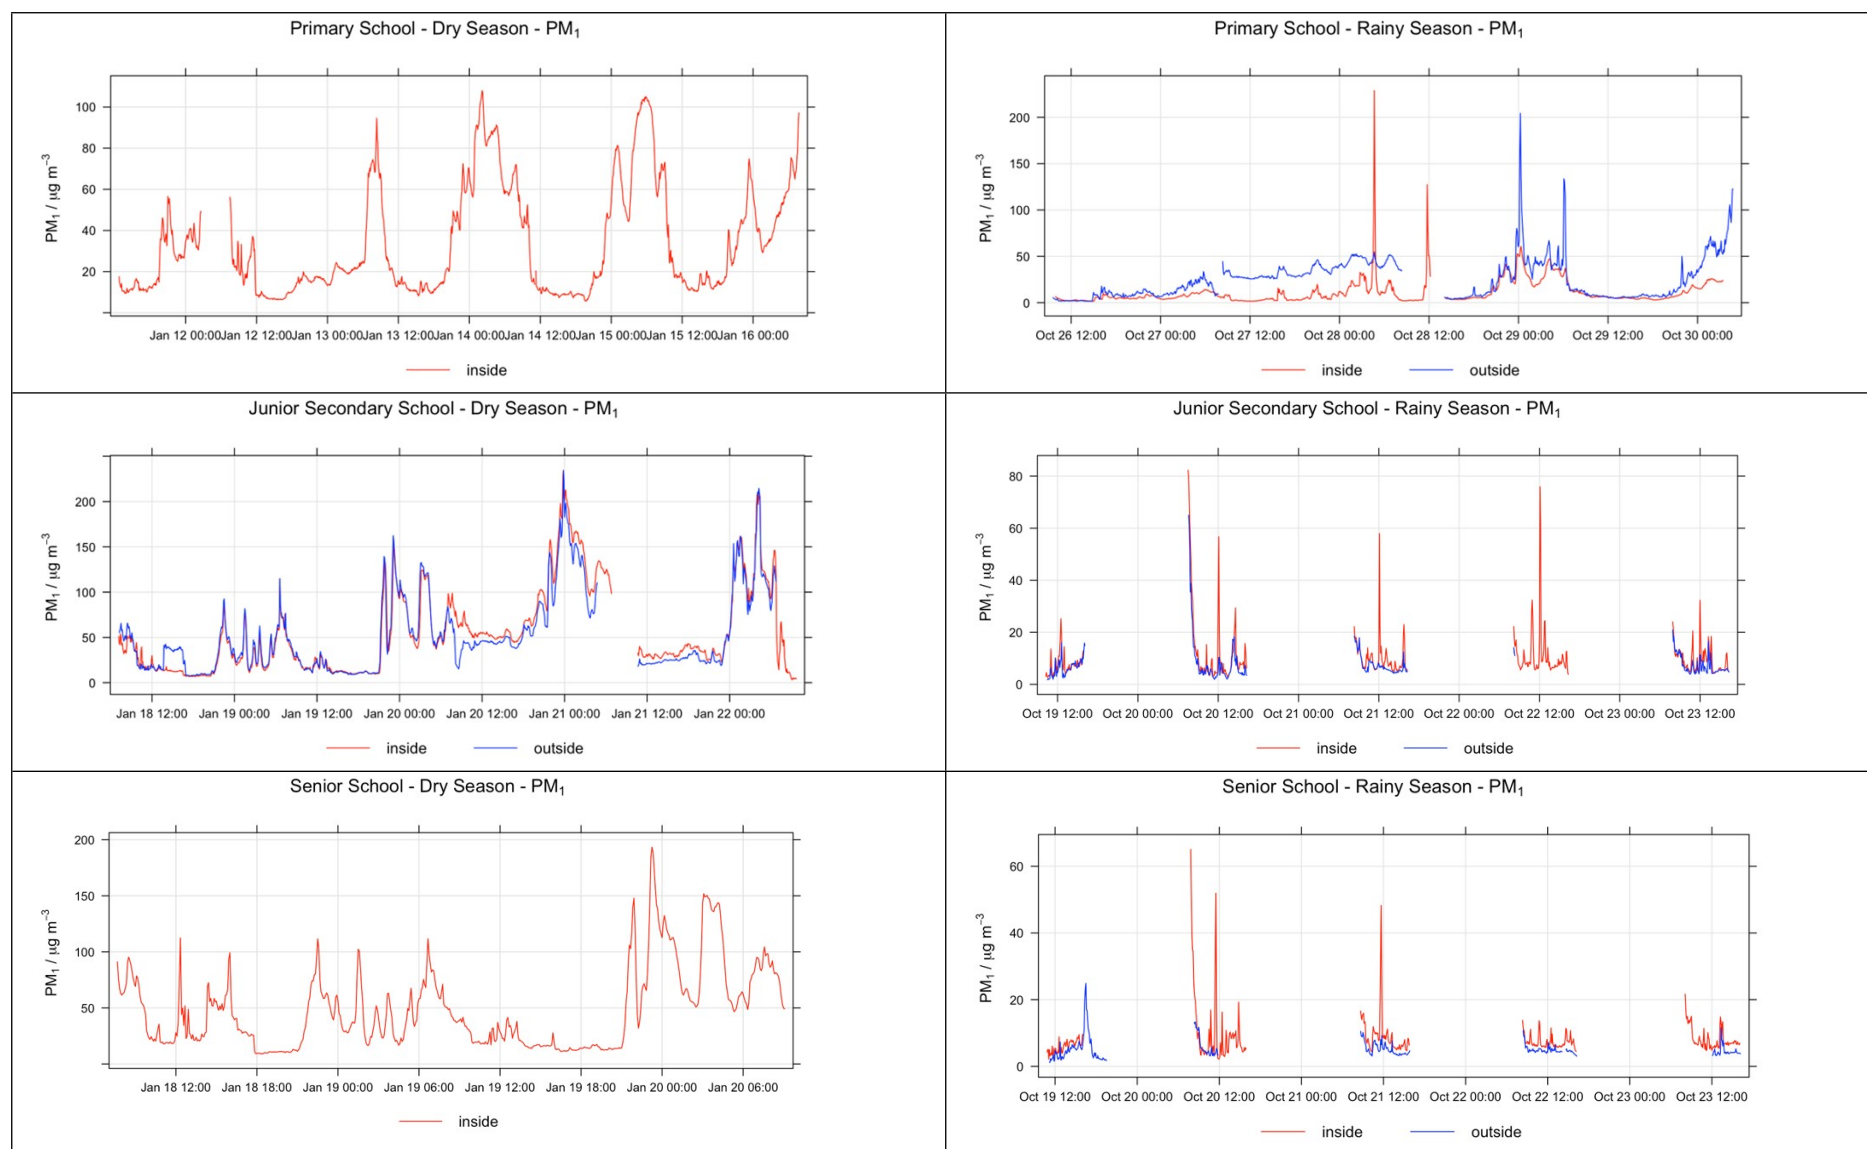 Primary School - Dry Season - PM₁
PM₁ / μg m⁻³
100
80
60
40
20
Jan 12 00:00 Jan 12 12:00 Jan 13 00:00 Jan 13 12:00 Jan 14 00:00 Jan 14 12:00 Jan 15 00:00 Jan 15 12:00 Jan 16 00:00
inside
Primary School - Rainy Season - PM₁
PM₁ / μg m⁻³
200
150
100
50
0
Oct 26 12:00 Oct 27 00:00 Oct 27 12:00 Oct 28 00:00 Oct 28 12:00 Oct 29 00:00 Oct 29 12:00 Oct 30 00:00
inside outside
Junior Secondary School - Dry Season - PM₁
PM₁ / μg m⁻³
200
150
100
50
0
Jan 18 12:00 Jan 19 00:00 Jan 19 12:00 Jan 20 00:00 Jan 20 12:00 Jan 21 00:00 Jan 21 12:00 Jan 22 00:00
inside outside
Junior Secondary School - Rainy Season - PM₁
PM₁ / μg m⁻³
80
60
40
20
0
Oct 19 12:00 Oct 20 00:00 Oct 20 12:00 Oct 21 00:00 Oct 21 12:00 Oct 22 00:00 Oct 22 12:00 Oct 23 00:00 Oct 23 12:00
inside outside
Senior School - Dry Season - PM₁
PM₁ / μg m⁻³
200
150
100
50
Jan 18 12:00 Jan 18 18:00 Jan 19 00:00 Jan 19 06:00 Jan 19 12:00 Jan 19 18:00 Jan 20 00:00 Jan 20 06:00
inside
Senior School - Rainy Season - PM₁
PM₁ / μg m⁻³
60
40
20
0
Oct 19 12:00 Oct 20 00:00 Oct 20 12:00 Oct 21 00:00 Oct 21 12:00 Oct 22 00:00 Oct 22 12:00 Oct 23 00:00 Oct 23 12:00
inside outside